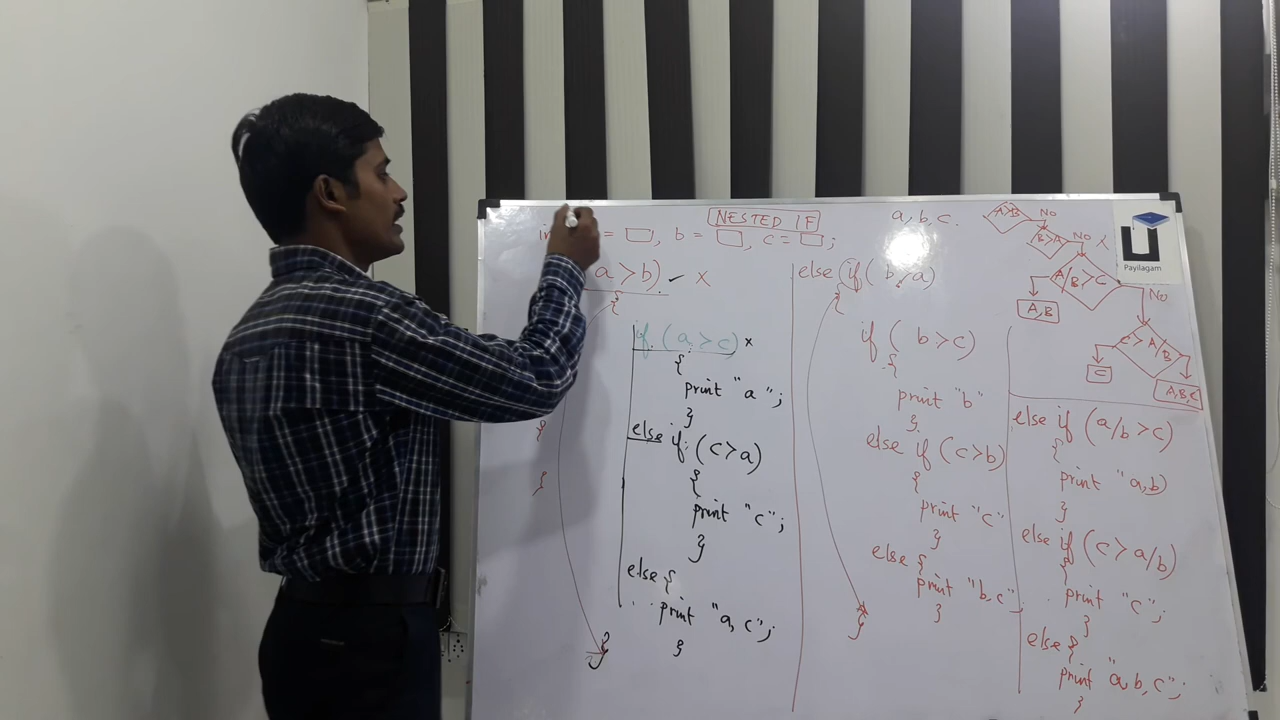 NESTED IF
a, b, c.
in = , b = , c = ;
a > b)
{
if (a > c) x
{
print "a";
}
else if (c > a)
{
print "c";
}
else {
print "a, c";
}
}
else if ( b > a)
{
if ( b > c)
{
print "b"
}
else if (c > b)
{
print "c"
}
else {
print "b, c";
}
}
A>B
No
B>A
No
A/B > C
A, B
No
C > A/B
C
A, B, C
else if (a/b > c)
{
print "a, b)
}
else if (c > a/b)
{
print "c";
}
else {
print "a, b, c";
}
Payilagam